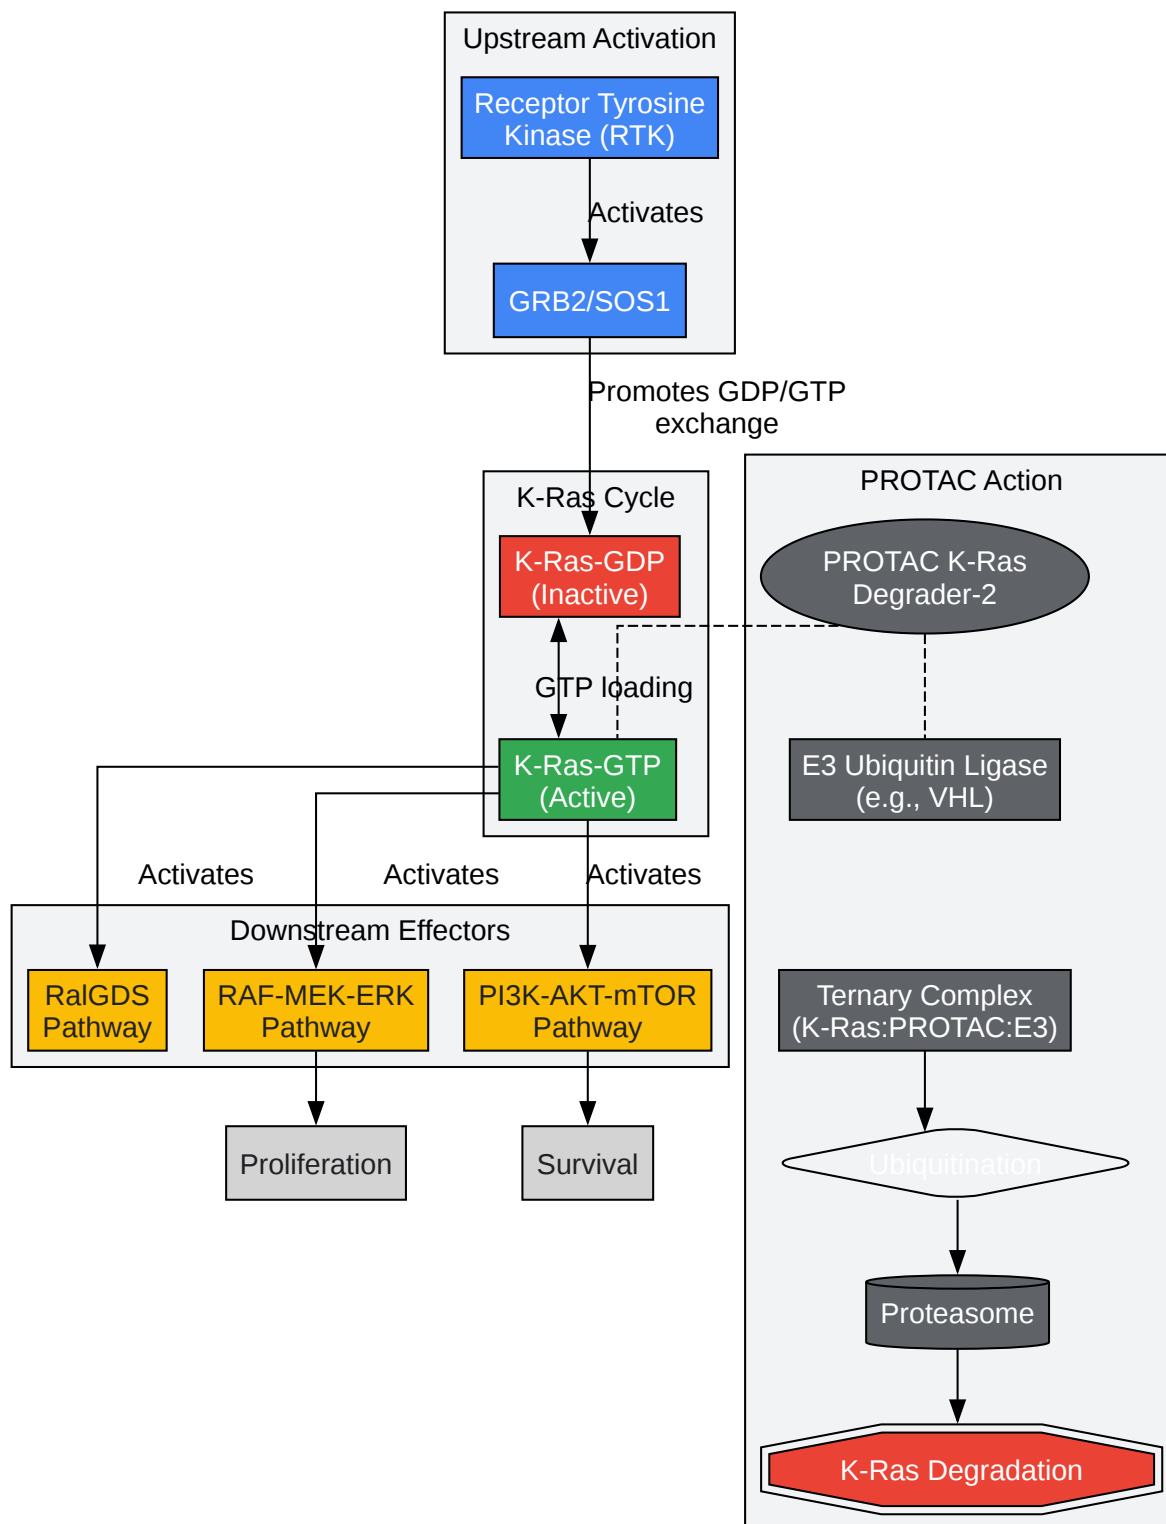 Upstream Activation
Receptor Tyrosine
Kinase (RTK)
Activates
GRB2/SOS1
Promotes GDP/GTP
exchange
K-Ras Cycle
K-Ras-GDP
(Inactive)
GTP loading
K-Ras-GTP
(Active)
Activates
Activates
Activates
Downstream Effectors
RalGDS
Pathway
RAF-MEK-ERK
Pathway
PI3K-AKT-mTOR
Pathway
Proliferation
Survival
PROTAC Action
PROTAC K-Ras
Degrader-2
E3 Ubiquitin Ligase
(e.g., VHL)
Ternary Complex
(K-Ras:PROTAC:E3)
Ubiquitination
Proteasome
K-Ras Degradation